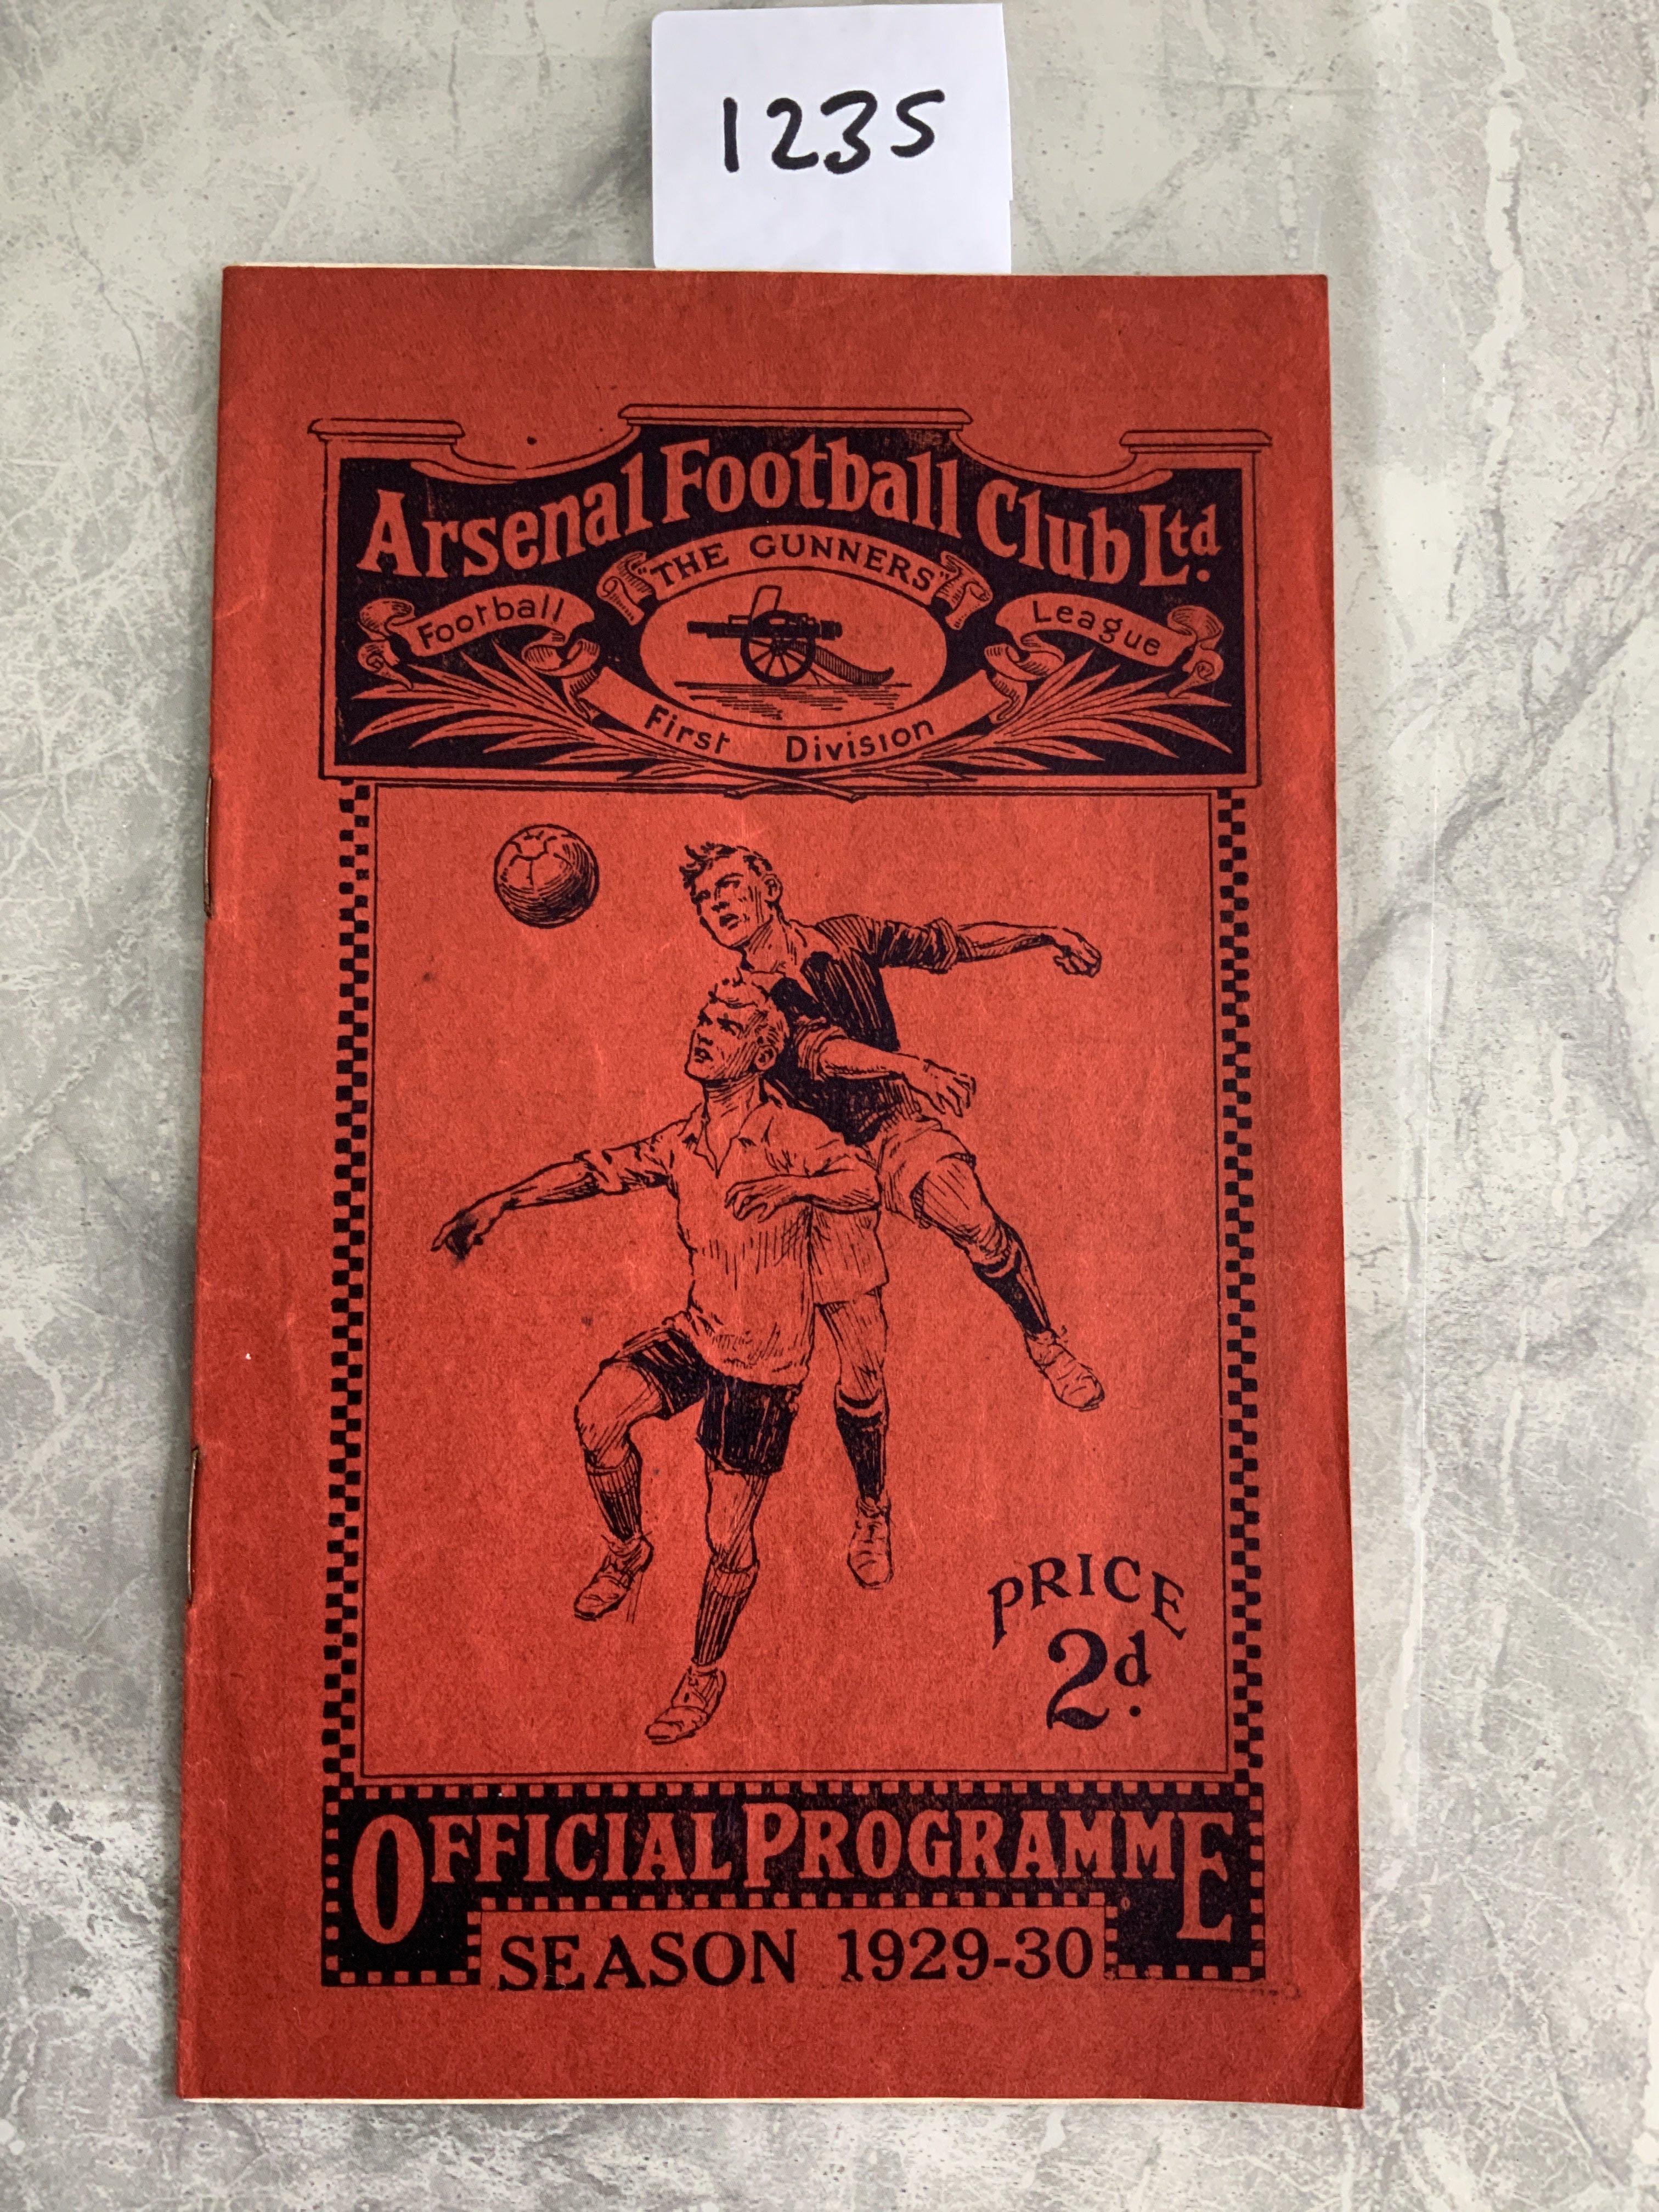 1235
Arsenal Football Club Ltd.
"THE GUNNERS"
Football League
First Division
PRICE
2d.
OFFICIAL PROGRAMME
SEASON 1929-30